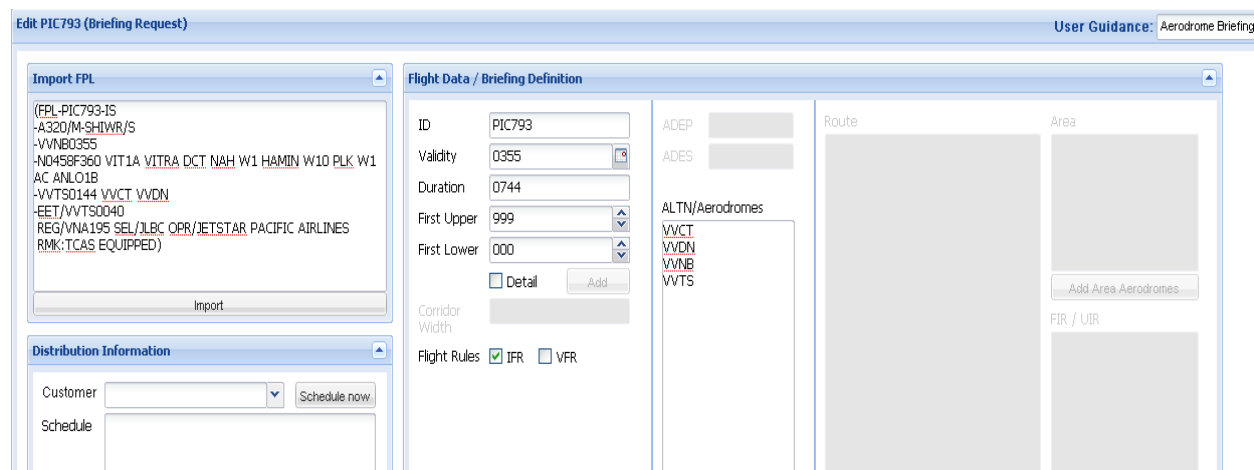 Edit PIC793 (Briefing Request)
User Guidance: Aerodrome Briefing
Import FPL
(FPL-PIC793-IS
-A320/M-SHIWR/S
-VVNB0355
-N0458F360 VIT1A VITRA DCT NAH W1 HAMIN W10 PLK W1
AC ANLO1B
-VVTS0144 VVCT VVDN
-EET/VVTS0040
REG/VNA195 SEL/JLBC OPR/JETSTAR PACIFIC AIRLINES
RMK:TCAS EQUIPPED)
Import
Distribution Information
Customer
Schedule now
Schedule
Flight Data / Briefing Definition
ID PIC793
Validity 0355
Duration 0744
First Upper 999
First Lower 000
Detail Add
Corridor
Width
Flight Rules IFR VFR
ADEP
ADES
ALTN/Aerodromes
VVCT
VVDN
VVNB
VVTS
Route
Area
Add Area Aerodromes
FIR / UIR